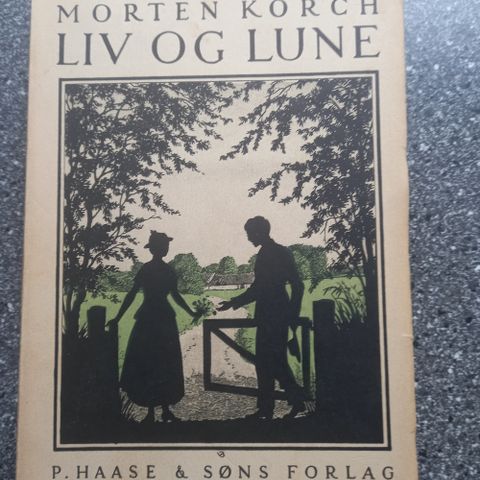 MORTEN KORCH
LIV OG LUNE
P. HAASE & SØNS FORLAG